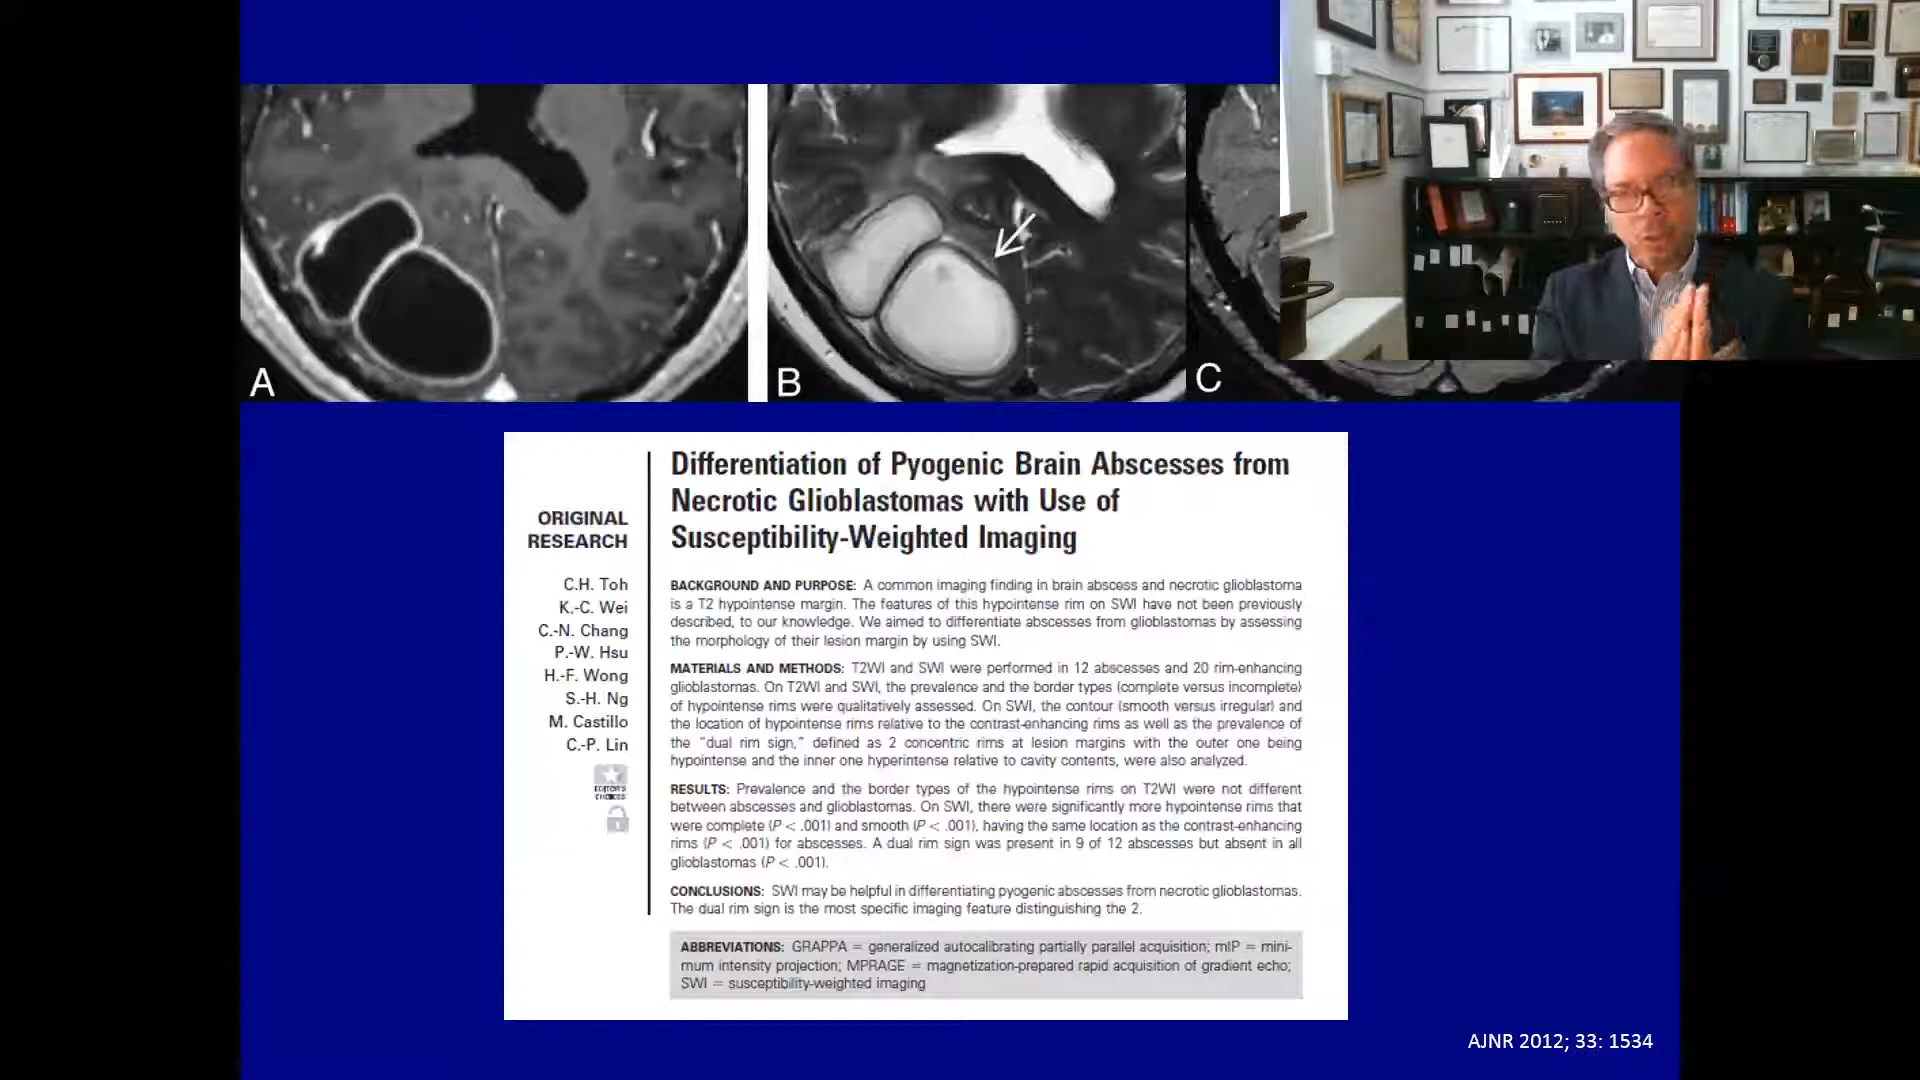 A
B
C
Differentiation of Pyogenic Brain Abscesses from
Necrotic Glioblastomas with Use of
Susceptibility-Weighted Imaging
ORIGINAL
RESEARCH
C.H. Toh
K.-C. Wei
C.-N. Chang
P.-W. Hsu
H.-F. Wong
S.-H. Ng
M. Castillo
C.-P. Lin
EDITOR'S
CHOICES
BACKGROUND AND PURPOSE: A common imaging finding in brain abscess and necrotic glioblastoma
is a T2 hypointense margin. The features of this hypointense rim on SWI have not been previously
described, to our knowledge. We aimed to differentiate abscesses from glioblastomas by assessing
the morphology of their lesion margin by using SWI.
MATERIALS AND METHODS: T2WI and SWI were performed in 12 abscesses and 20 rim-enhancing
glioblastomas. On T2WI and SWI, the prevalence and the border types (complete versus incomplete)
of hypointense rims were qualitatively assessed. On SWI, the contour (smooth versus irregular) and
the location of hypointense rims relative to the contrast-enhancing rims as well as the prevalence of
the "dual rim sign," defined as 2 concentric rims at lesion margins with the outer one being
hypointense and the inner one hyperintense relative to cavity contents, were also analyzed.
RESULTS: Prevalence and the border types of the hypointense rims on T2WI were not different
between abscesses and glioblastomas. On SWI, there were significantly more hypointense rims that
were complete (P < .001) and smooth (P < .001), having the same location as the contrast-enhancing
rims (P < .001) for abscesses. A dual rim sign was present in 9 of 12 abscesses but absent in all
glioblastomas (P < .001).
CONCLUSIONS: SWI may be helpful in differentiating pyogenic abscesses from necrotic glioblastomas.
The dual rim sign is the most specific imaging feature distinguishing the 2.
ABBREVIATIONS: GRAPPA = generalized autocalibrating partially parallel acquisition; mIP = mini-
mum intensity projection; MPRAGE = magnetization-prepared rapid acquisition of gradient echo;
SWI = susceptibility-weighted imaging
AJNR 2012; 33: 1534